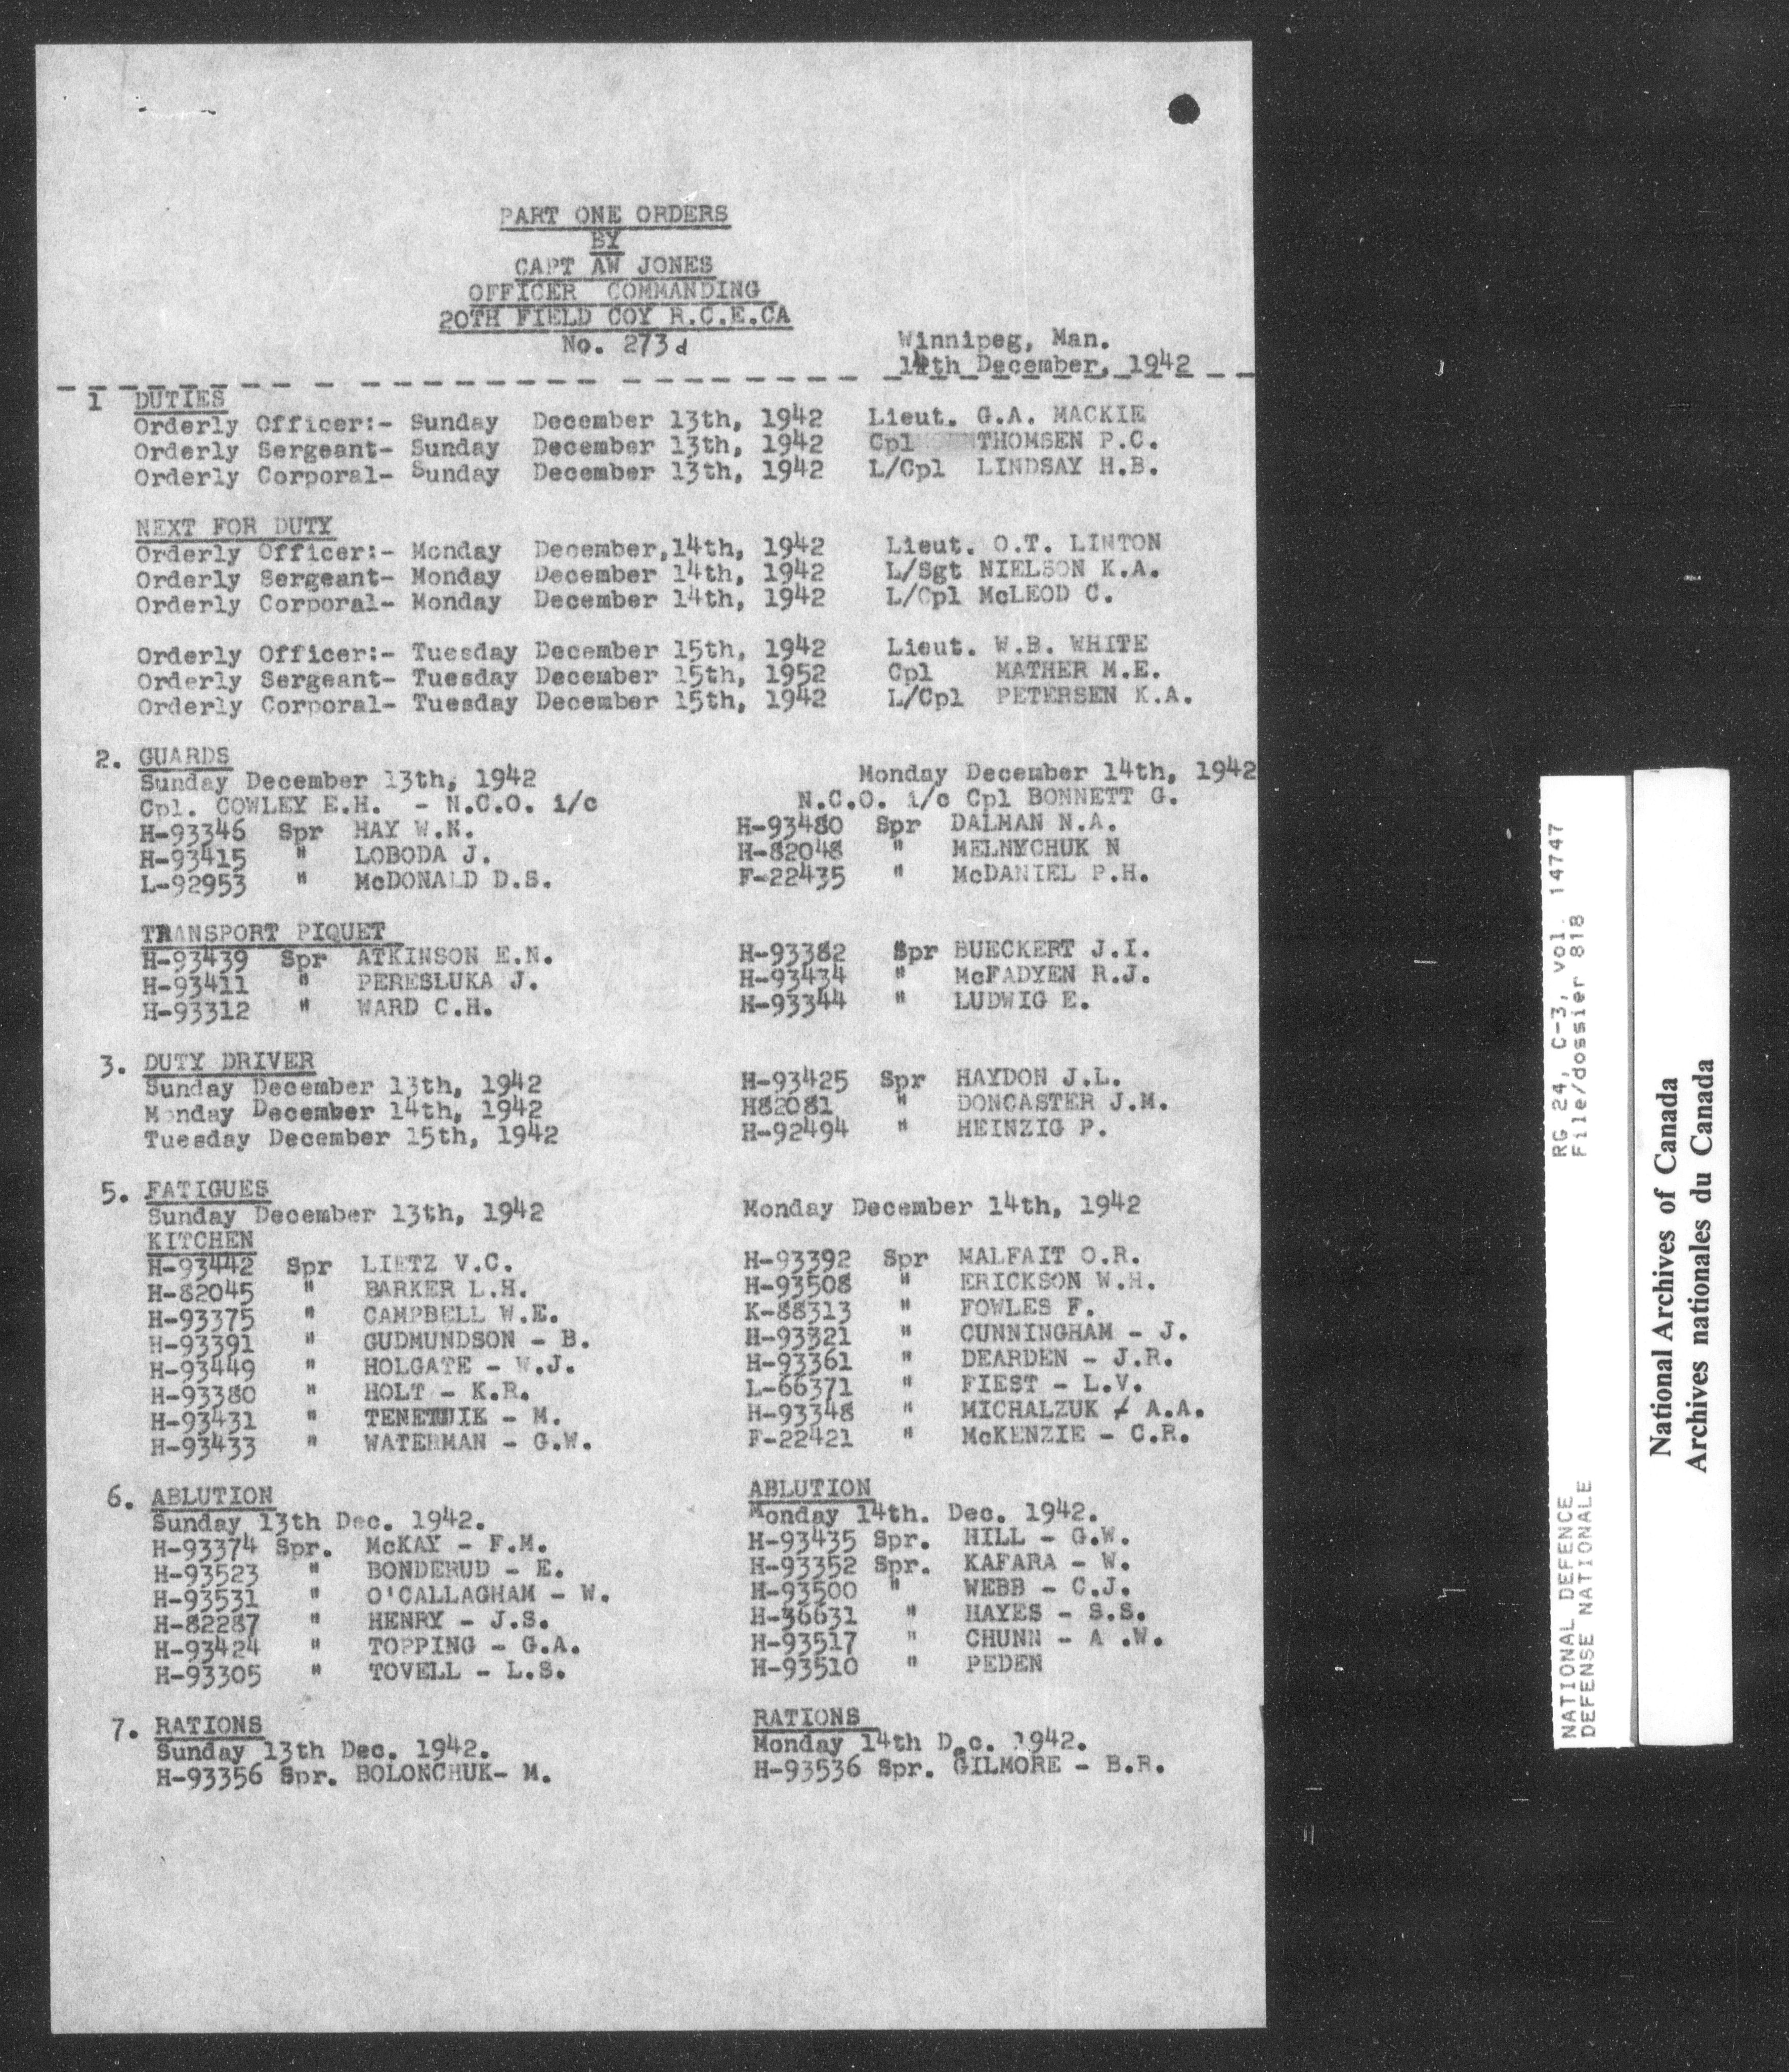 PART ONE ORDERS
BY
CAPT AW JONES
OFFICER COMMANDING
20TH FIELD COY R.C.E.CA
No. 273d
Winnipeg, Man.
14th December, 1942
1 DUTIES
Orderly Officer:- Sunday December 13th, 1942 Lieut. G.A. MACKIE
Orderly Sergeant- Sunday December 13th, 1942 Cpl THOMSEN P.C.
Orderly Corporal- Sunday December 13th, 1942 L/Cpl LINDSAY H.B.
NEXT FOR DUTY
Orderly Officer:- Monday December,14th, 1942 Lieut. O.T. LINTON
Orderly Sergeant- Monday December 14th, 1942 L/Sgt NIELSON K.A.
Orderly Corporal- Monday December 14th, 1942 L/Cpl McLEOD C.
Orderly Officer:- Tuesday December 15th, 1942 Lieut. W.B. WHITE
Orderly Sergeant- Tuesday December 15th, 1952 Cpl MATHER M.E.
Orderly Corporal- Tuesday December 15th, 1942 L/Cpl PETERSEN K.A.
2. GUARDS
Sunday December 13th, 1942 Monday December 14th, 1942
Cpl. COWLEY E.H. - N.C.O. i/c N.C.O. i/c Cpl BONNETT G.
H-93346 Spr HAY W.N. H-93480 Spr DALMAN N.A.
H-93415 " LOBODA J. H-82048 " MELNYCHUK N
L-92953 " McDONALD D.S. F-22435 " McDANIEL P.H.
TRANSPORT PIQUET
H-93439 Spr ATKINSON E.N. H-93382 Spr BUECKERT J.I.
H-93411 " PERESLUKA J. H-93434 " McFADYEN R.J.
H-93312 " WARD C.H. H-93344 " LUDWIG E.
3. DUTY DRIVER
Sunday December 13th, 1942 H-93425 Spr HAYDON J.L.
Monday December 14th, 1942 H82081 " DONCASTER J.M.
Tuesday December 15th, 1942 H-92494 " HEINZIG P.
5. FATIGUES
Sunday December 13th, 1942 Monday December 14th, 1942
KITCHEN
H-93442 Spr LIETZ V.C. H-93392 Spr MALFAIT O.R.
H-82045 " BARKER L.H. H-93508 " ERICKSON W.H.
H-93375 " CAMPBELL W.E. K-88313 " FOWLES F.
H-93391 " GUDMUNDSON - B. H-93321 " CUNNINGHAM - J.
H-93449 " HOLGATE - W.J. H-93361 " DEARDEN - J.R.
H-93380 " HOLT - K.R. L-66371 " FIEST - L.V.
H-93431 " TENETUIK - M. H-93348 " MICHALZUK / A.A.
H-93433 " WATERMAN - G.W. F-22421 " McKENZIE - C.R.
6. ABLUTION ABLUTION
Sunday 13th Dec. 1942. Monday 14th. Dec. 1942.
H-93374 Spr. McKAY - F.M. H-93435 Spr. HILL - G.W.
H-93523 " BONDERUD - E. H-93352 Spr. KAFARA - W.
H-93531 " O'CALLAGHAM - W. H-93500 " WEBB - C.J.
H-82287 " HENRY - J.S. H-36631 " HAYES - S.S.
H-93424 " TOPPING - G.A. H-93517 " CHUNN - A .W.
H-93305 " TOVELL - L.S. H-93510 " PEDEN
7. RATIONS RATIONS
Sunday 13th Dec. 1942. Monday 14th Dec. 1942.
H-93356 Spr. BOLONCHUK- M. H-93536 Spr. GILMORE - B.R.
NATIONAL DEFENCE RG 24, C-3, vol. 14747
DEFENSE NATIONALE File/dossier 818
National Archives of Canada
Archives nationales du Canada